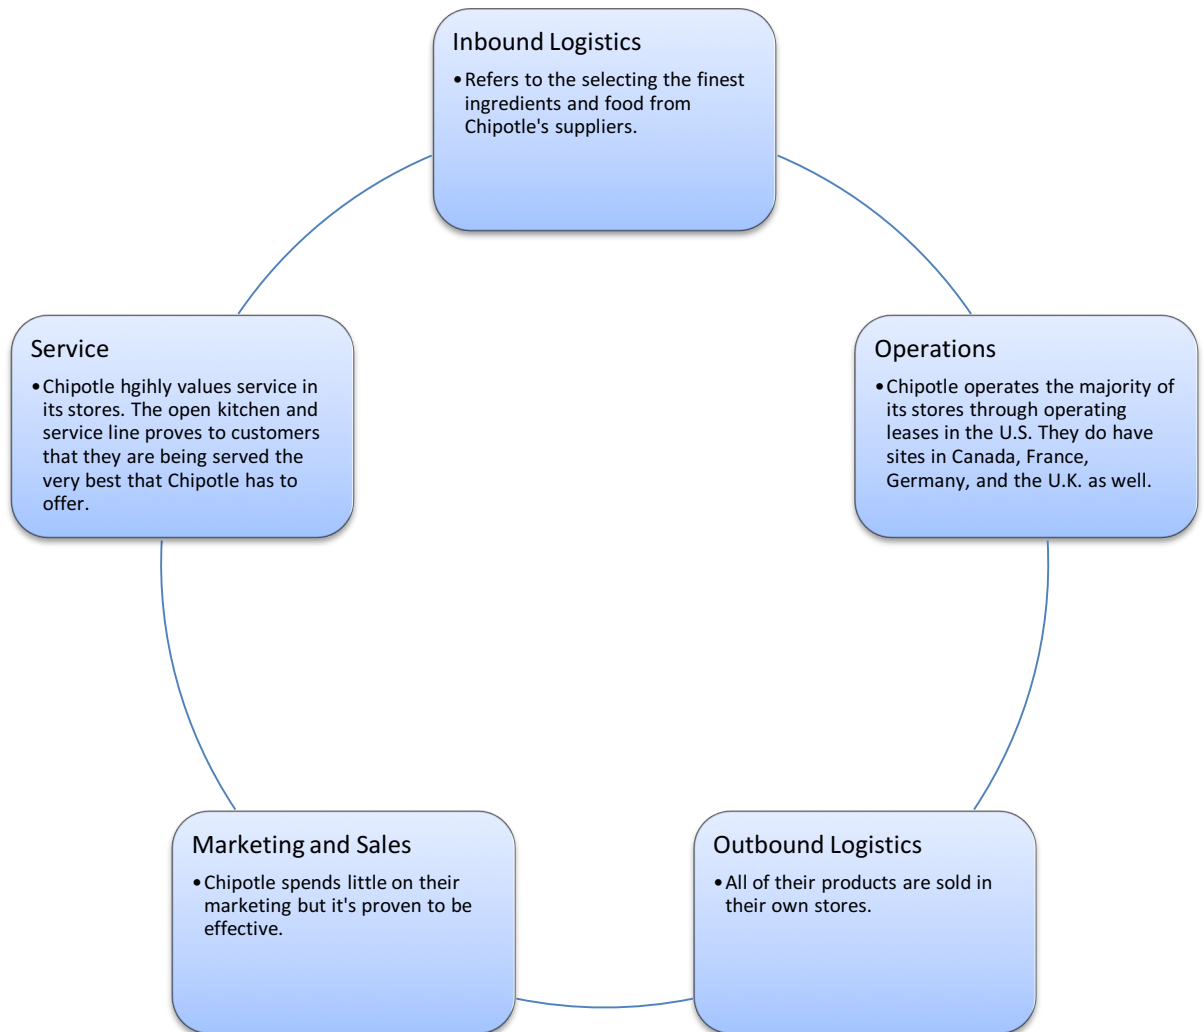 Inbound Logistics
•Refers to the selecting the finest
ingredients and food from
Chipotle's suppliers.
Operations
•Chipotle operates the majority of
its stores through operating
leases in the U.S. They do have
sites in Canada, France,
Germany, and the U.K. as well.
Outbound Logistics
•All of their products are sold in
their own stores.
Marketing and Sales
•Chipotle spends little on their
marketing but it's proven to be
effective.
Service
•Chipotle hgihly values service in
its stores. The open kitchen and
service line proves to customers
that they are being served the
very best that Chipotle has to
offer.